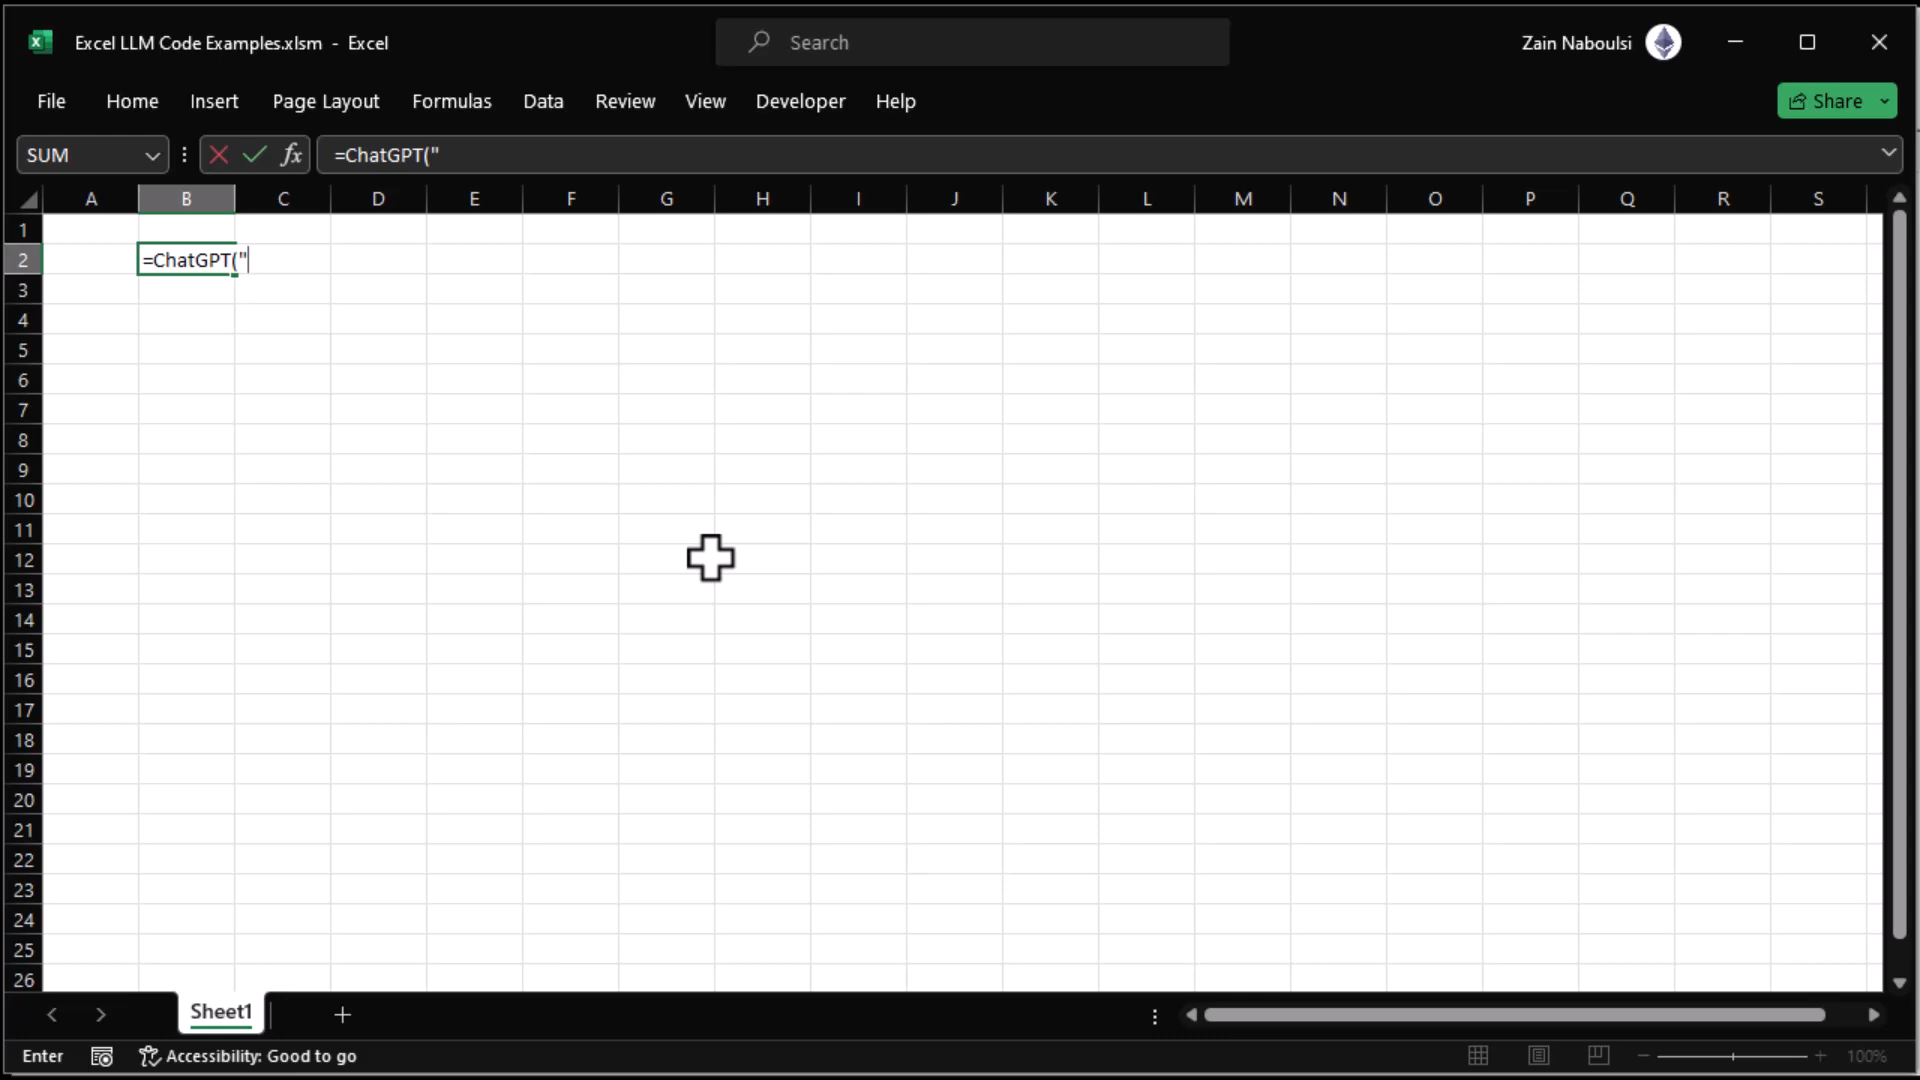 Excel LLM Code Examples.xlsm - Excel
Search
Zain Naboulsi
File Home Insert Page Layout Formulas Data Review View Developer Help
Share
SUM
fx
=ChatGPT("
A B C D E F G H I J K L M N O P Q R S
1
2 =ChatGPT("
3
4
5
6
7
8
9
10
11
12
13
14
15
16
17
18
19
20
21
22
23
24
25
26
Sheet1
Enter
Accessibility: Good to go
100%